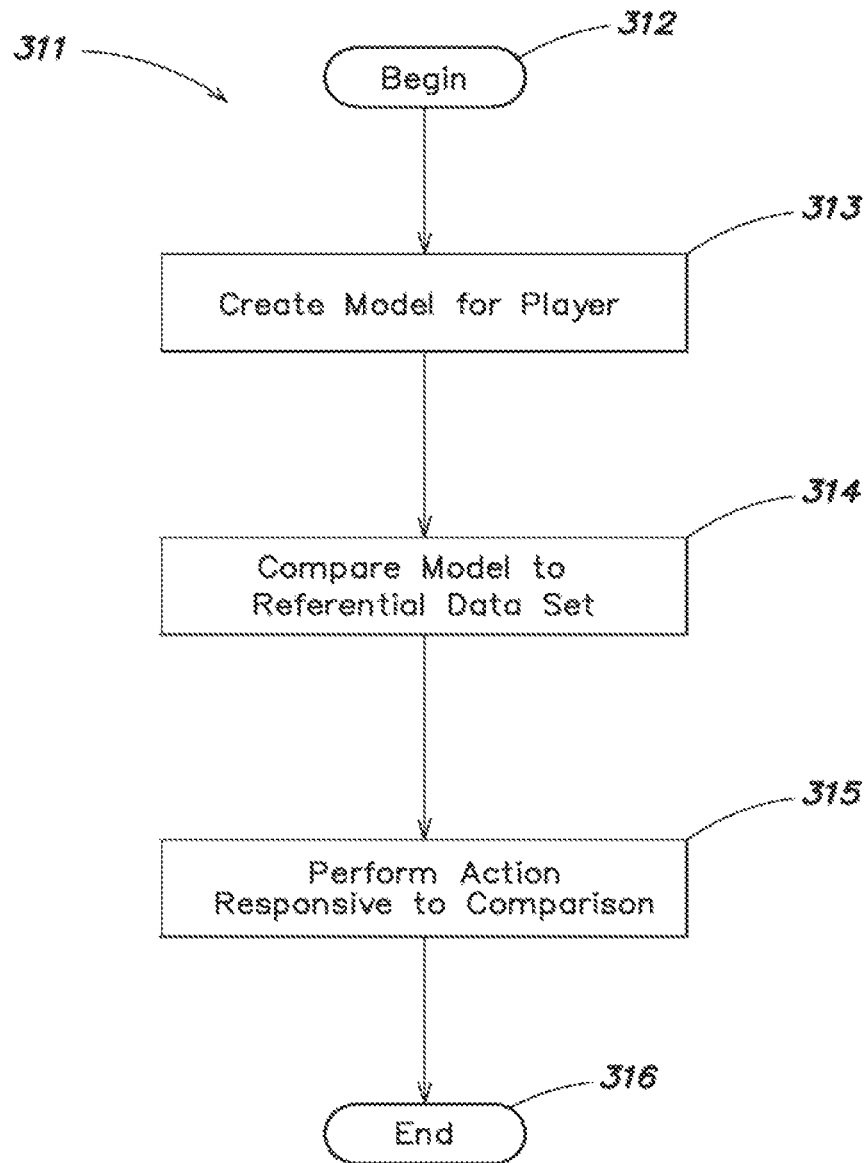 311
312
Begin
313
Create Model for Player
314
Compare Model to
Referential Data Set
315
Perform Action
Responsive to Comparison
316
End